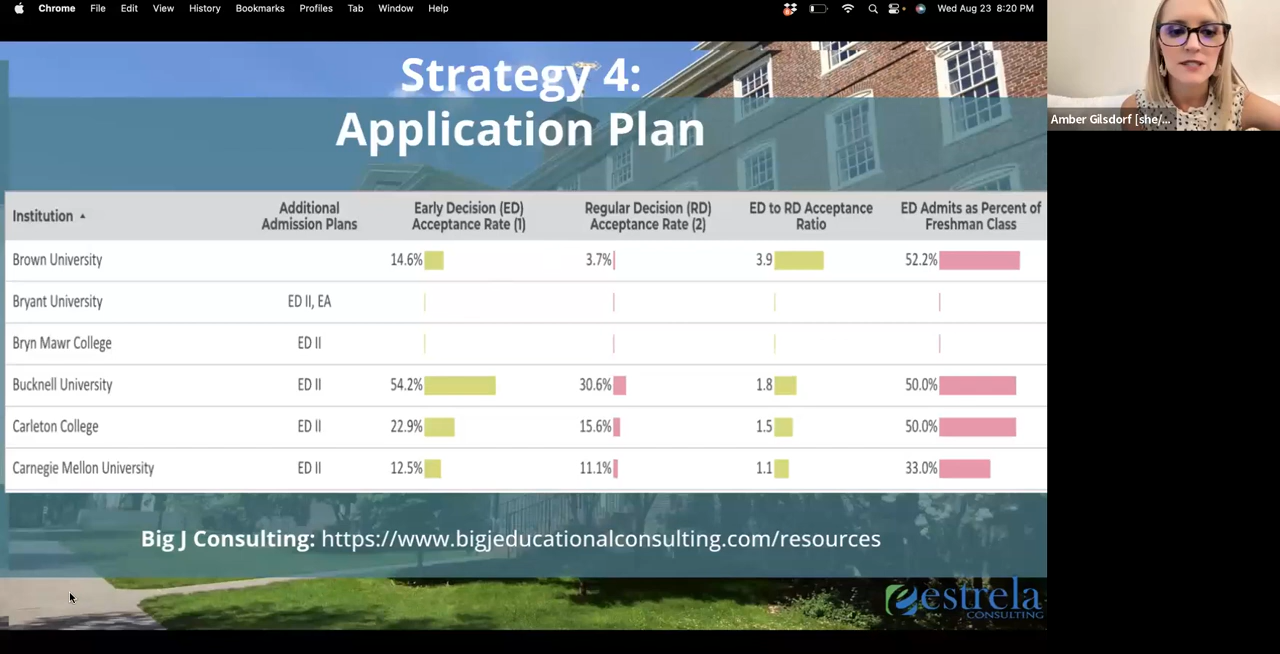 Chrome File Edit View History Bookmarks Profiles Tab Window Help Wed Aug 23 8:20 PM
Amber Gilsdorf [she/...
Strategy 4:
Application Plan
Institution ▲ Additional Admission Plans Early Decision (ED) Acceptance Rate (1) Regular Decision (RD) Acceptance Rate (2) ED to RD Acceptance Ratio ED Admits as Percent of Freshman Class
Brown University 14.6% 3.7% 3.9 52.2%
Bryant University ED II, EA
Bryn Mawr College ED II
Bucknell University ED II 54.2% 30.6% 1.8 50.0%
Carleton College ED II 22.9% 15.6% 1.5 50.0%
Carnegie Mellon University ED II 12.5% 11.1% 1.1 33.0%
Big J Consulting: https://www.bigjeducationalconsulting.com/resources
estrela
CONSULTING